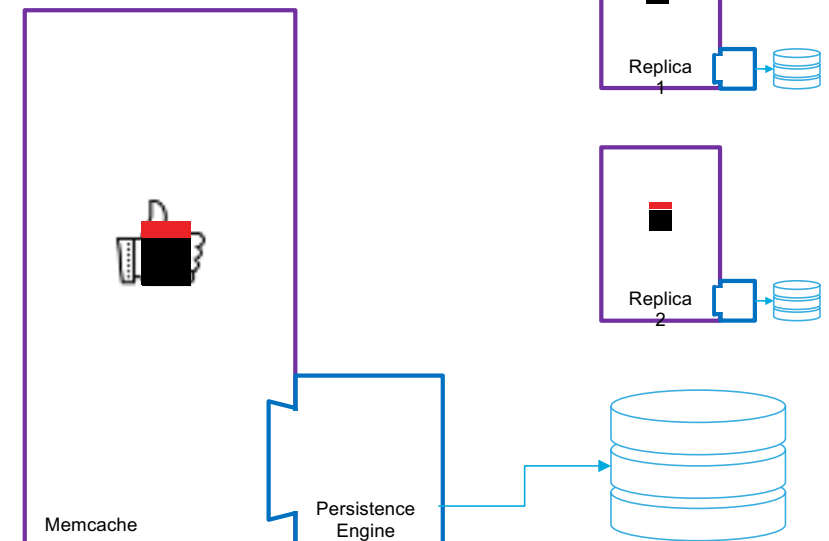 Replica
1
Replica
2
Persistence
Engine
Memcache